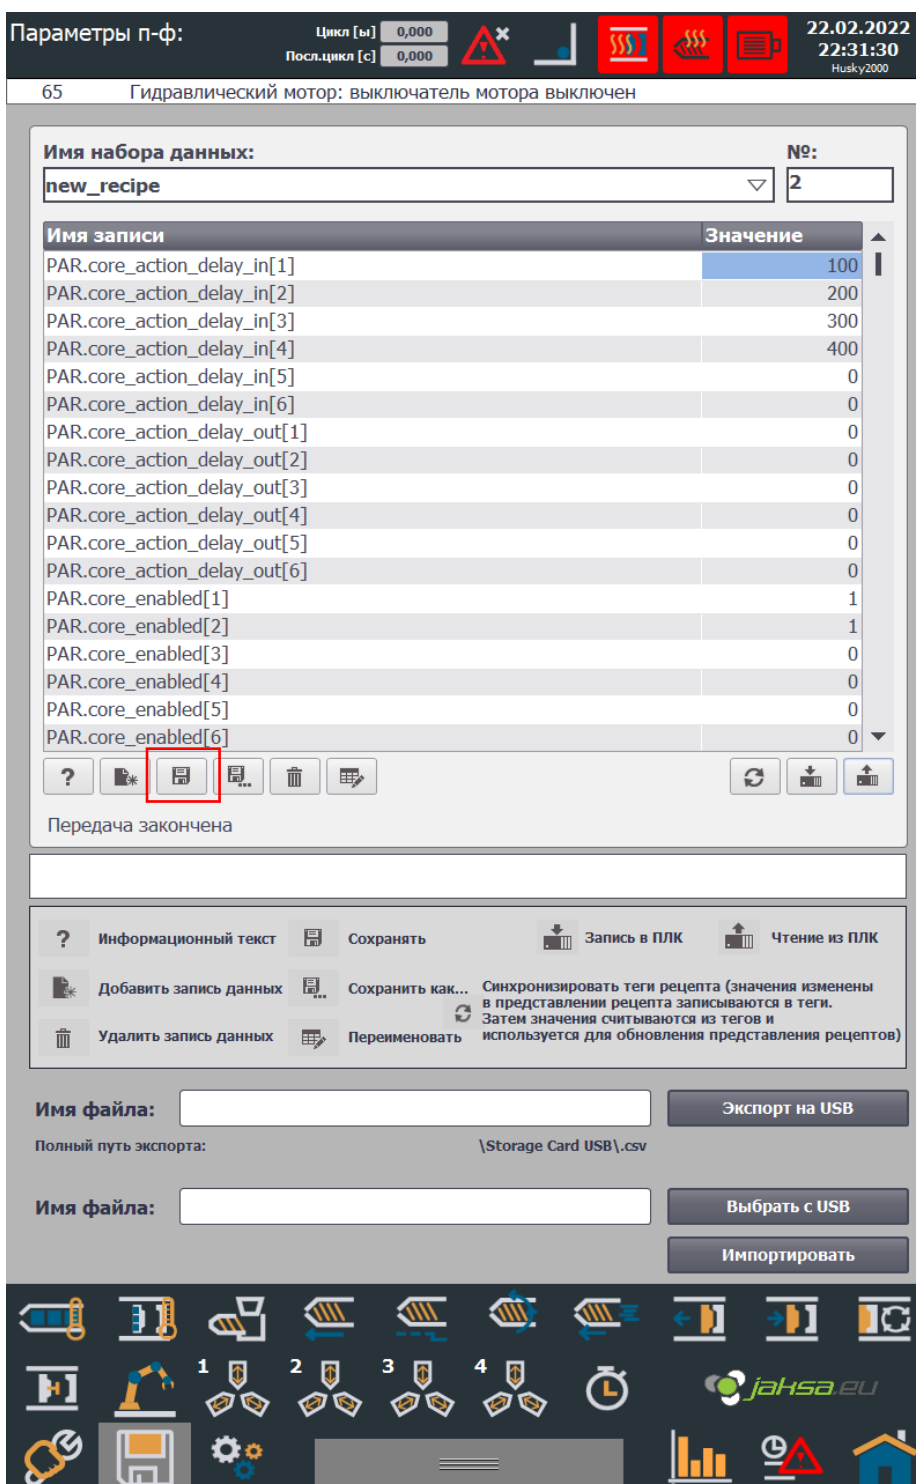 Параметры п-ф:
Цикл [ы] 0,000
Посл.цикл [с] 0,000
22.02.2022
22:31:30
Husky2000
65 Гидравлический мотор: выключатель мотора выключен
Имя набора данных: №:
new_recipe 2
Имя записи Значение
PAR.core_action_delay_in[1] 100
PAR.core_action_delay_in[2] 200
PAR.core_action_delay_in[3] 300
PAR.core_action_delay_in[4] 400
PAR.core_action_delay_in[5] 0
PAR.core_action_delay_in[6] 0
PAR.core_action_delay_out[1] 0
PAR.core_action_delay_out[2] 0
PAR.core_action_delay_out[3] 0
PAR.core_action_delay_out[4] 0
PAR.core_action_delay_out[5] 0
PAR.core_action_delay_out[6] 0
PAR.core_enabled[1] 1
PAR.core_enabled[2] 1
PAR.core_enabled[3] 0
PAR.core_enabled[4] 0
PAR.core_enabled[5] 0
PAR.core_enabled[6] 0
?
Передача закончена
? Информационный текст Сохранять Запись в ПЛК Чтение из ПЛК
Добавить запись данных Сохранить как...
Удалить запись данных Переименовать
Синхронизировать теги рецепта (значения изменены
в представлении рецепта записываются в теги.
Затем значения считываются из тегов и
используется для обновления представления рецептов)
Имя файла: Экспорт на USB
Полный путь экспорта: \Storage Card USB\.csv
Имя файла: Выбрать с USB
Импортировать
1 2 3 4
jaksa.eu